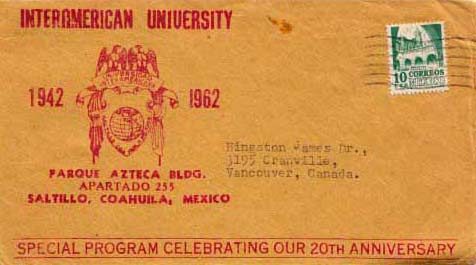 INTERAMERICAN UNIVERSITY
1942 1962
PARQUE AZTECA BLDG.
APARTADO 255
SALTILLO, COAHUILA, MEXICO
10
CORREOS
Kingston James Dr.,
3195 Granville,
Vancouver, Canada.
SPECIAL PROGRAM CELEBRATING OUR 20TH ANNIVERSARY